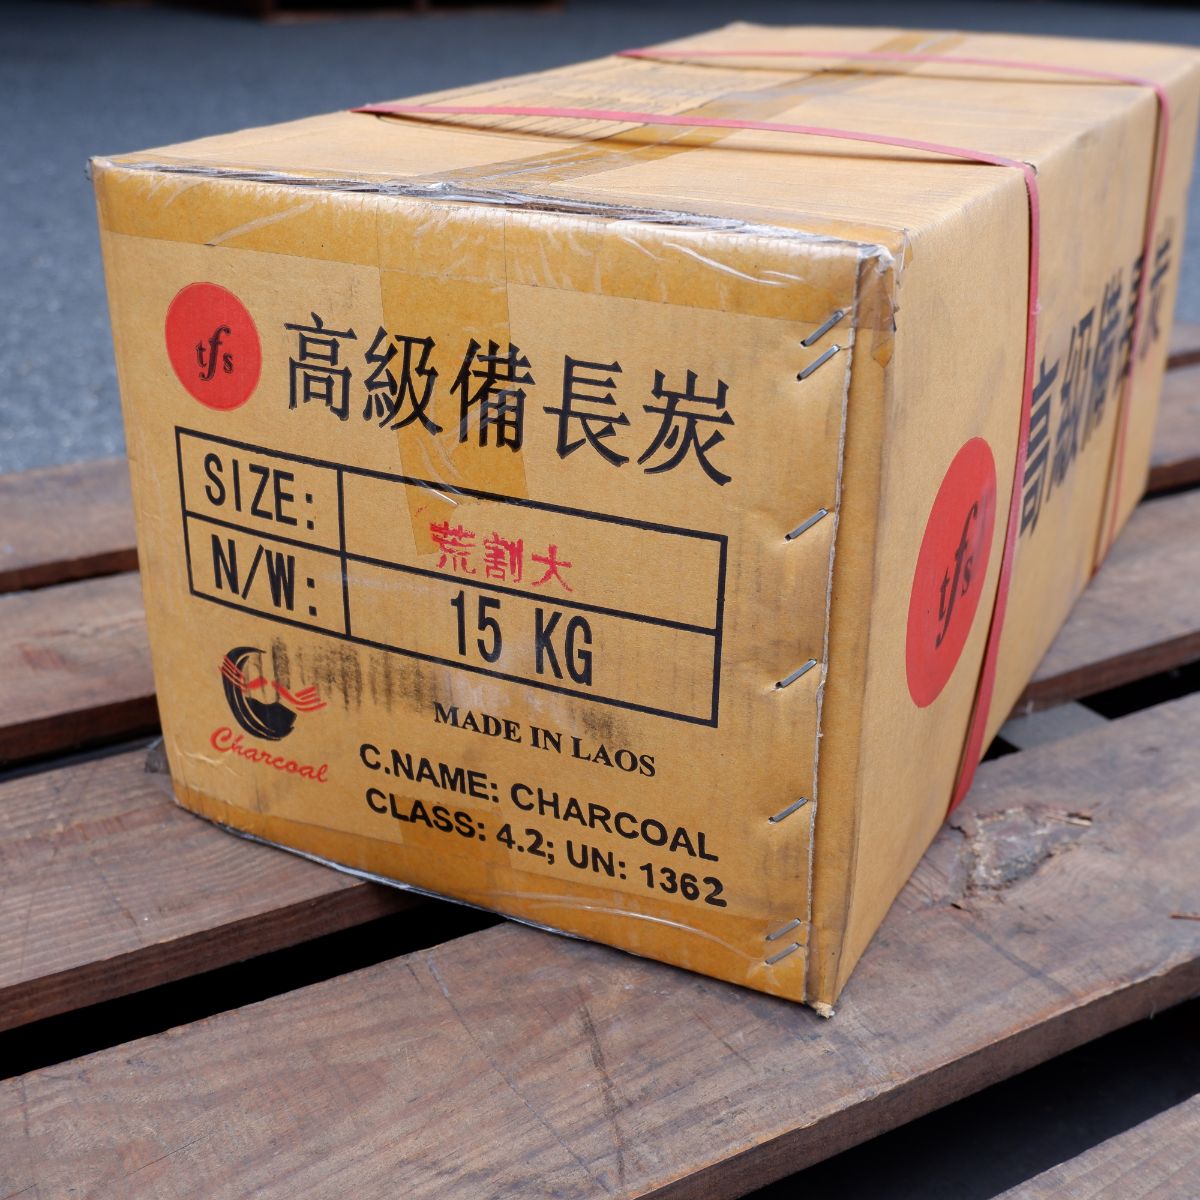 tfs
高級備長炭
SIZE: 荒割大
N/W: 15 KG
Charcoal
MADE IN LAOS
C.NAME: CHARCOAL
CLASS: 4.2; UN: 1362
tfs
高級備長炭